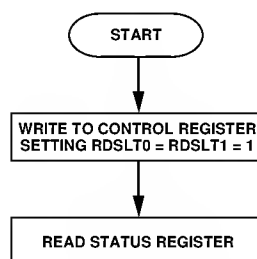 START
WRITE TO CONTROL REGISTER
SETTING RDSLT0 = RDSLT1 = 1
READ STATUS REGISTER